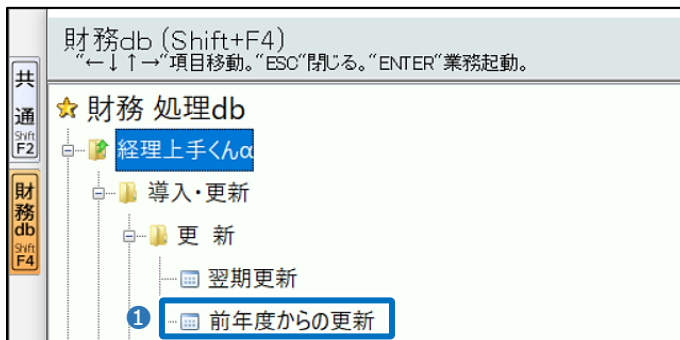 財務db (Shift+F4)
“←↓↑→“項目移動。“ESC“閉じる。“ENTER“業務起動。
共通
Shift
F2
財務db
Shift
F4
財務 処理db
経理上手くんα
導入・更新
更 新
翌期更新
1 前年度からの更新